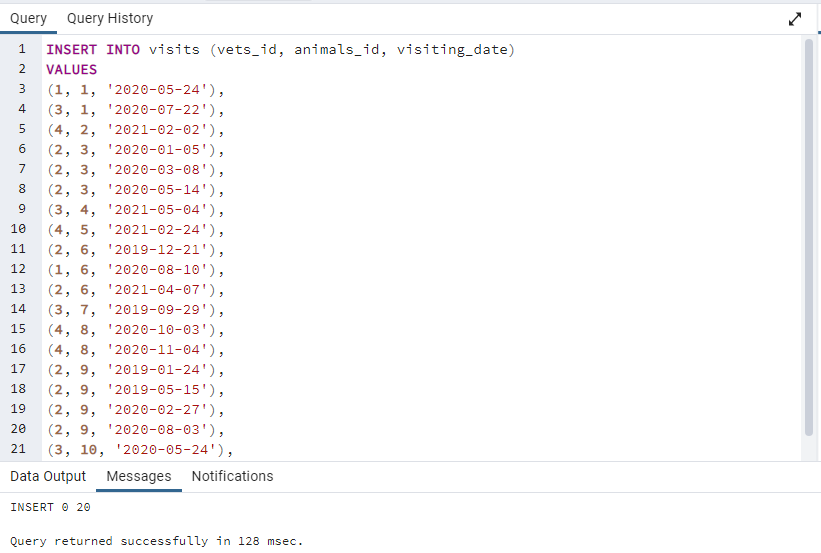 Query Query History
1 INSERT INTO visits (vets_id, animals_id, visiting_date)
2 VALUES
3 (1, 1, '2020-05-24'),
4 (3, 1, '2020-07-22'),
5 (4, 2, '2021-02-02'),
6 (2, 3, '2020-01-05'),
7 (2, 3, '2020-03-08'),
8 (2, 3, '2020-05-14'),
9 (3, 4, '2021-05-04'),
10 (4, 5, '2021-02-24'),
11 (2, 6, '2019-12-21'),
12 (1, 6, '2020-08-10'),
13 (2, 6, '2021-04-07'),
14 (3, 7, '2019-09-29'),
15 (4, 8, '2020-10-03'),
16 (4, 8, '2020-11-04'),
17 (2, 9, '2019-01-24'),
18 (2, 9, '2019-05-15'),
19 (2, 9, '2020-02-27'),
20 (2, 9, '2020-08-03'),
21 (3, 10, '2020-05-24'),
Data Output Messages Notifications
INSERT 0 20
Query returned successfully in 128 msec.